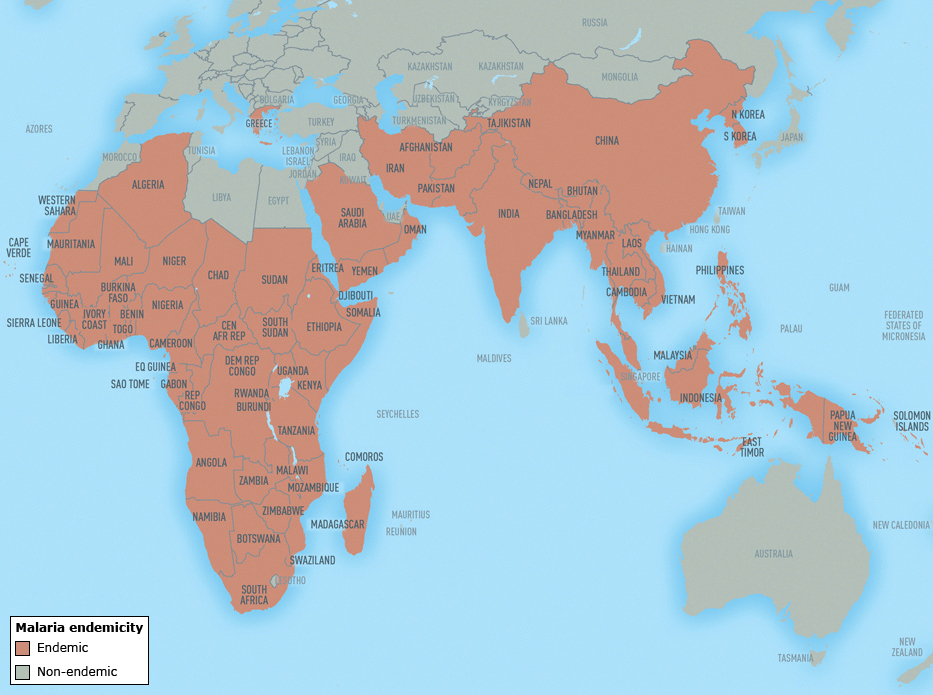 RUSSIA
KAZAKHSTAN
KAZAKHSTAN
MONGOLIA
BULGARIA
GEORGIA
UZBEKISTAN
KYRGYZSTAN
GREECE
TURKEY
TURKMENISTAN
TAJIKISTAN
N KOREA
AZORES
S KOREA
JAPAN
CHINA
SYRIA
MOROCCO
TUNISIA
LEBANON
ISRAEL
JORDAN
IRAQ
AFGHANISTAN
IRAN
KUWAIT
ALGERIA
LIBYA
EGYPT
PAKISTAN
NEPAL
BHUTAN
WESTERN
SAHARA
SAUDI
ARABIA
UAE
OMAN
INDIA
BANGLADESH
TAIWAN
HONG KONG
MYANMAR
LAOS
HAINAN
CAPE
VERDE
MAURITANIA
MALI
NIGER
CHAD
SUDAN
ERITREA
YEMEN
THAILAND
PHILIPPINES
SENEGAL
BURKINA
FASO
GUINEA
NIGERIA
DJIBOUTI
SOMALIA
CAMBODIA
VIETNAM
GUAM
IVORY
COAST
BENIN
TOGO
SIERRA LEONE
LIBERIA
GHANA
CAMEROON
CEN
AFR REP
SOUTH
SUDAN
ETHIOPIA
SRI LANKA
PALAU
FEDERATED
STATES OF
MICRONESIA
MALDIVES
MALAYSIA
SINGAPORE
EQ GUINEA
SAO TOME
GABON
REP
CONGO
DEM REP
CONGO
UGANDA
KENYA
RWANDA
BURUNDI
INDONESIA
SEYCHELLES
TANZANIA
PAPUA
NEW
GUINEA
SOLOMON
ISLANDS
EAST
TIMOR
COMOROS
ANGOLA
ZAMBIA
MALAWI
MOZAMBIQUE
NAMIBIA
ZIMBABWE
MADAGASCAR
MAURITIUS
REUNION
NEW CALEDONIA
BOTSWANA
SWAZILAND
AUSTRALIA
LESOTHO
SOUTH
AFRICA
TASMANIA
NEW
ZEALAND
Malaria endemicity
Endemic
Non-endemic